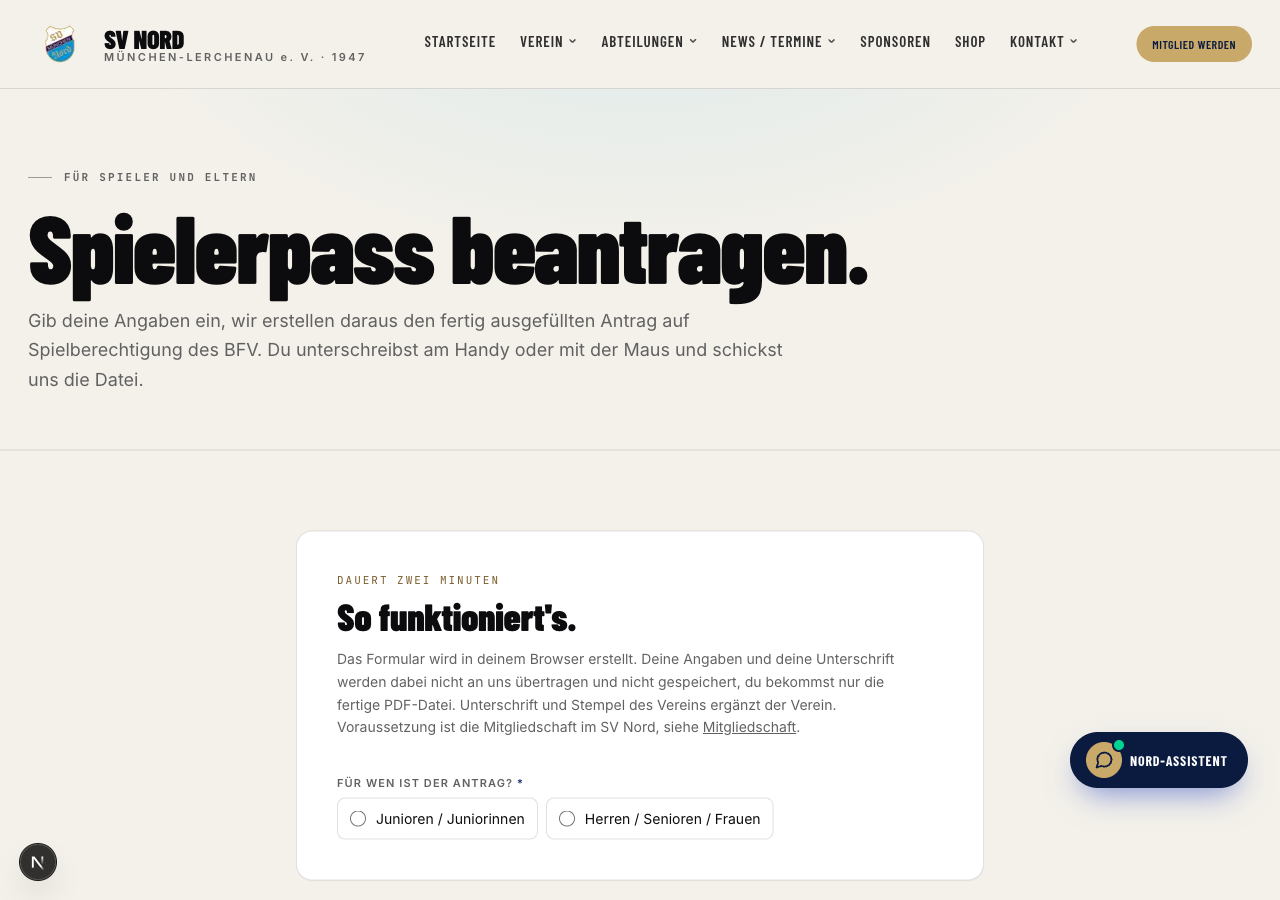 SV NORD
MÜNCHEN-LERCHENAU e. V. · 1947
STARTSEITE
VEREIN
ABTEILUNGEN
NEWS / TERMINE
SPONSOREN
SHOP
KONTAKT
MITGLIED WERDEN
FÜR SPIELER UND ELTERN
Spielerpass beantragen.
Gib deine Angaben ein, wir erstellen daraus den fertig ausgefüllten Antrag auf
Spielberechtigung des BFV. Du unterschreibst am Handy oder mit der Maus und schickst
uns die Datei.
DAUERT ZWEI MINUTEN
So funktioniert's.
Das Formular wird in deinem Browser erstellt. Deine Angaben und deine Unterschrift
werden dabei nicht an uns übertragen und nicht gespeichert, du bekommst nur die
fertige PDF-Datei. Unterschrift und Stempel des Vereins ergänzt der Verein.
Voraussetzung ist die Mitgliedschaft im SV Nord, siehe Mitgliedschaft.
FÜR WEN IST DER ANTRAG? *
Junioren / Juniorinnen
Herren / Senioren / Frauen
NORD-ASSISTENT
N